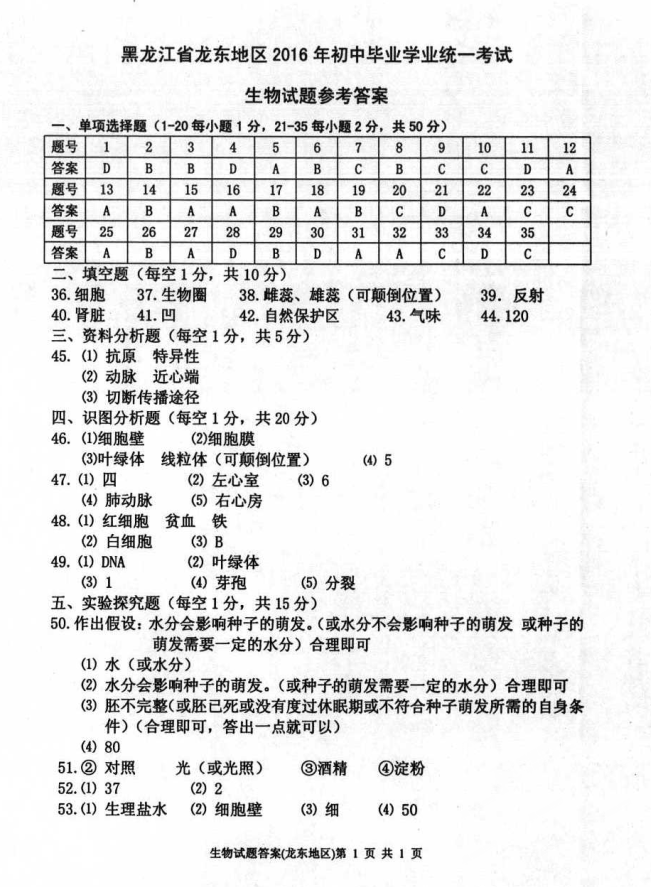 黑龙江省龙东地区 2016 年初中毕业学业统一考试
生物试题参考答案
一、单项选择题（1-20 每小题 1 分，21-35 每小题 2 分，共 50 分）
题号 1 2 3 4 5 6 7 8 9 10 11 12
答案 D B B D A B C B C C D A
题号 13 14 15 16 17 18 19 20 21 22 23 24
答案 A B A A B A B C D A C C
题号 25 26 27 28 29 30 31 32 33 34 35
答案 A B A D B D A A C D C
二、填空题（每空 1 分，共 10 分）
36.细胞 37.生物圈 38.雌蕊、雄蕊（可颠倒位置） 39. 反射
40.肾脏 41.凹 42.自然保护区 43.气味 44.120
三、资料分析题（每空 1 分，共 5 分）
45. ⑴ 抗原 特异性
⑵ 动脉 近心端
⑶ 切断传播途径
四、识图分析题（每空 1 分，共 20 分）
46. ⑴细胞壁 ⑵细胞膜
⑶叶绿体 线粒体（可颠倒位置） ⑷ 5
47. ⑴ 四 ⑵ 左心室 ⑶ 6
⑷ 肺动脉 ⑸ 右心房
48. ⑴ 红细胞 贫血 铁
⑵ 白细胞 ⑶ B
49. ⑴ DNA ⑵ 叶绿体
⑶ 1 ⑷ 芽孢 ⑸ 分裂
五、实验探究题（每空 1 分，共 15 分）
50. 作出假设：水分会影响种子的萌发。（或水分不会影响种子的萌发 或种子的
萌发需要一定的水分）合理即可
⑴ 水（或水分）
⑵ 水分会影响种子的萌发。（或种子的萌发需要一定的水分）合理即可
⑶ 胚不完整（或胚已死或没有度过休眠期或不符合种子萌发所需的自身条
件）（合理即可，答出一点就可以）
⑷ 80
51.② 对照 光（或光照） ③酒精 ④淀粉
52.⑴ 37 ⑵ 2
53.⑴ 生理盐水 ⑵ 细胞壁 ⑶ 细 ⑷ 50
生物试题答案(龙东地区)第 1 页 共 1 页